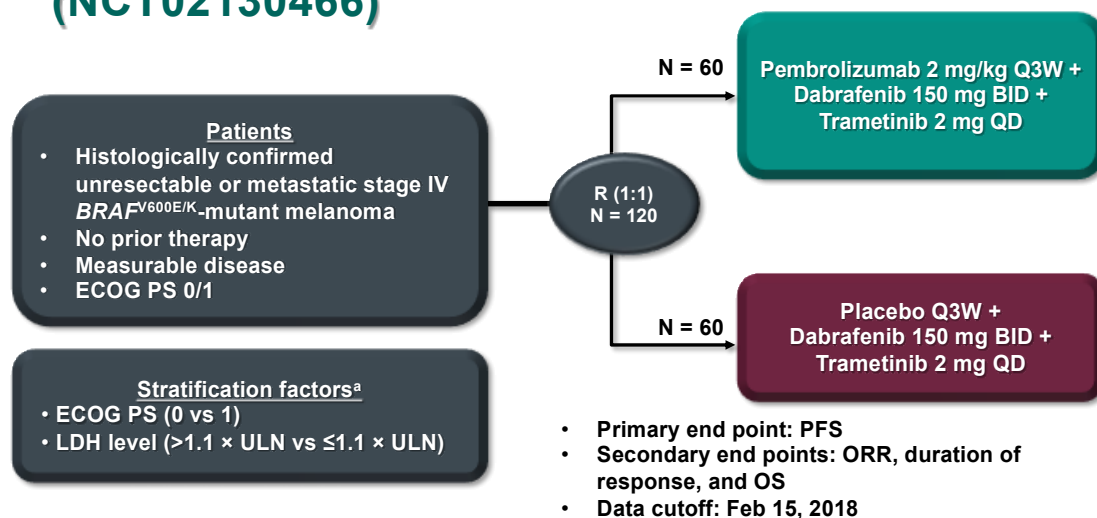 (NCT02130466)
Patients
• Histologically confirmed
unresectable or metastatic stage IV
BRAFV600E/K-mutant melanoma
• No prior therapy
• Measurable disease
• ECOG PS 0/1
Stratification factorsa
• ECOG PS (0 vs 1)
• LDH level (>1.1 × ULN vs ≤1.1 × ULN)
R (1:1)
N = 120
N = 60
Pembrolizumab 2 mg/kg Q3W +
Dabrafenib 150 mg BID +
Trametinib 2 mg QD
N = 60
Placebo Q3W +
Dabrafenib 150 mg BID +
Trametinib 2 mg QD
• Primary end point: PFS
• Secondary end points: ORR, duration of
response, and OS
• Data cutoff: Feb 15, 2018